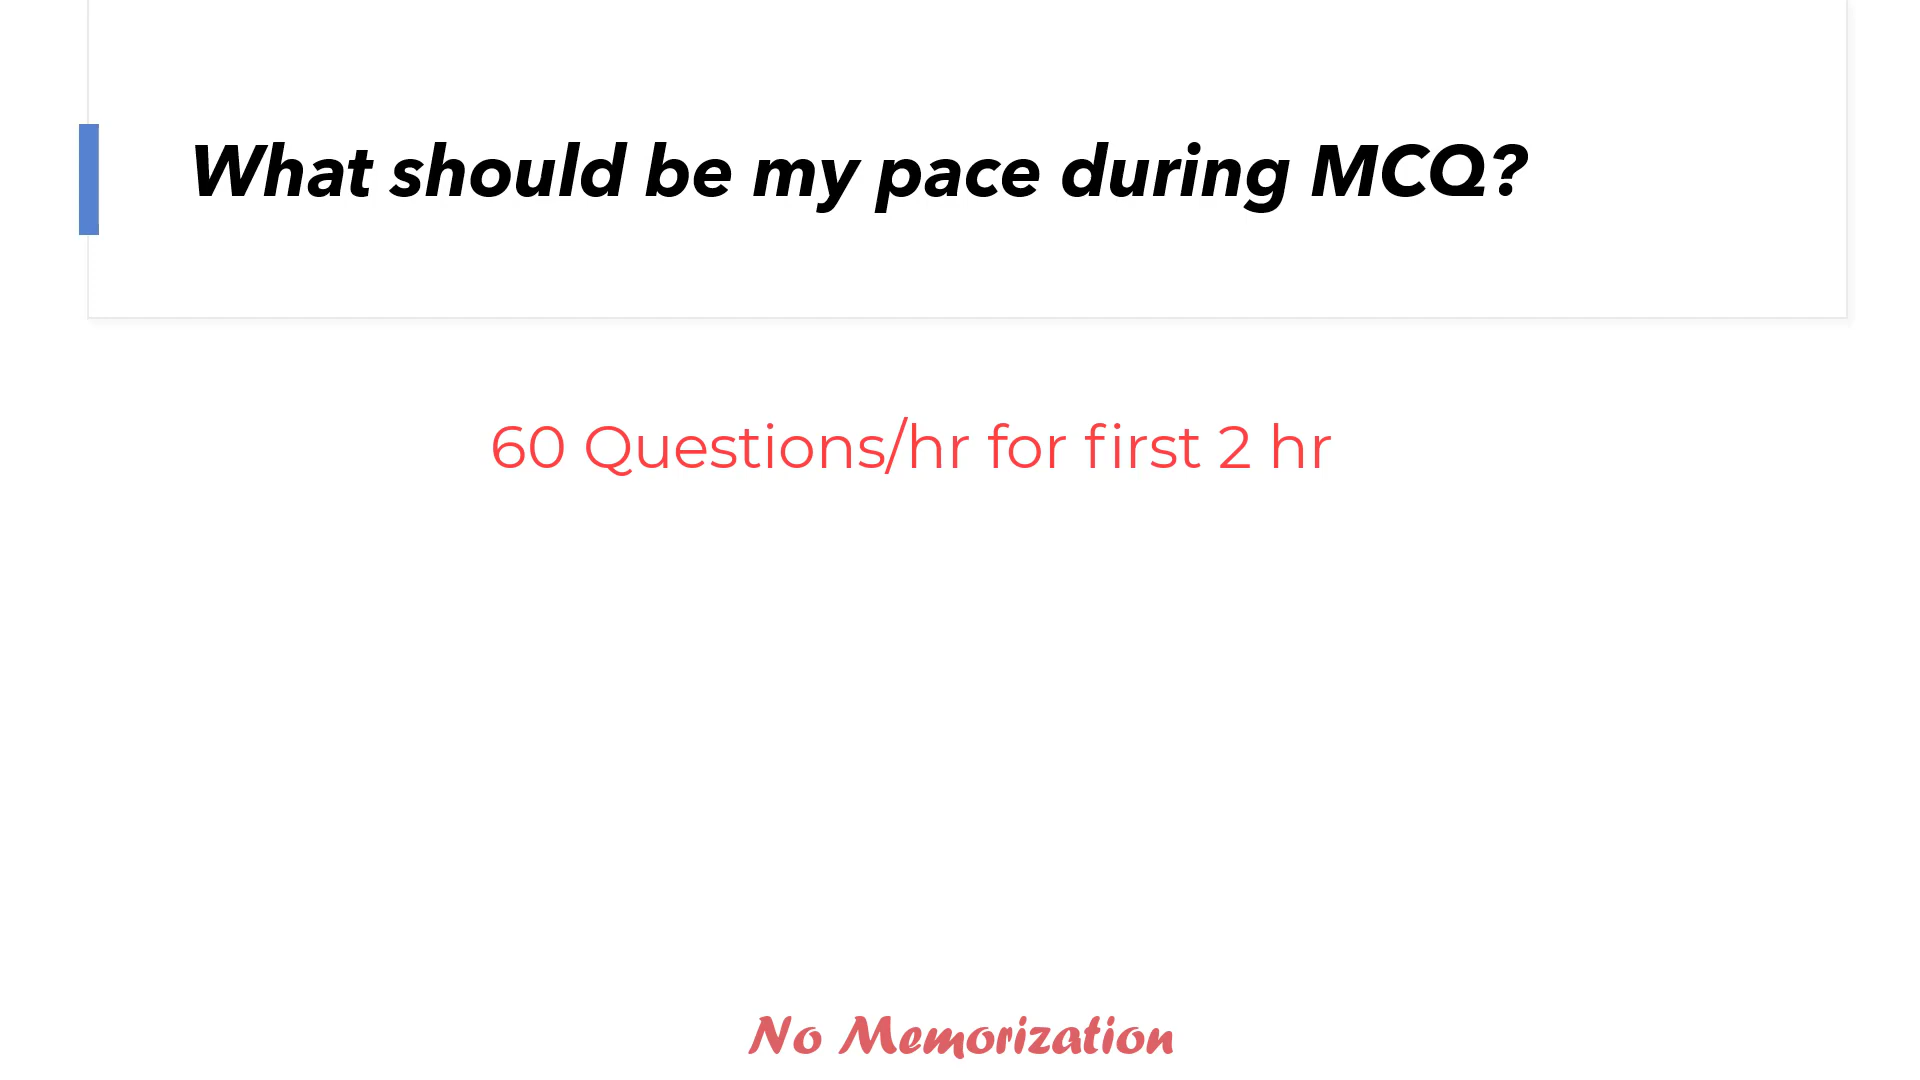 What should be my pace during MCQ?
60 Questions/hr for first 2 hr
No Memorization